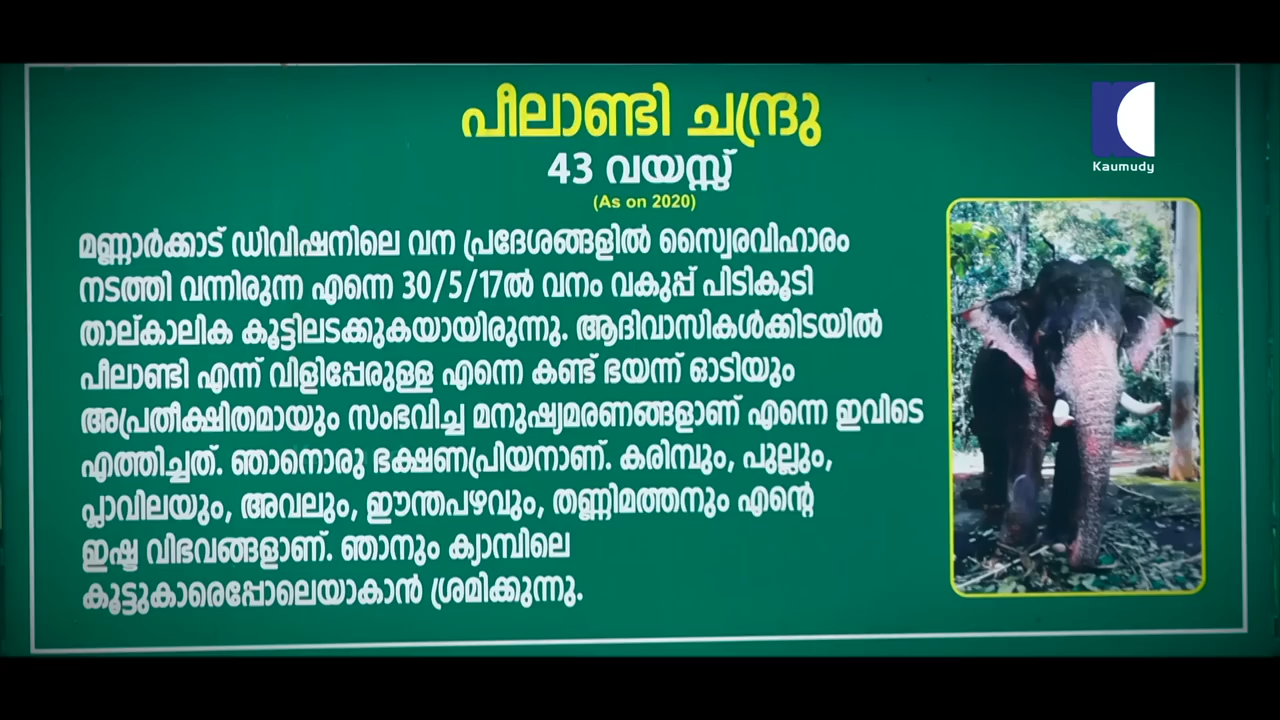 പീലാണ്ടി ചന്ദ്രു
43 വയസ്സ്
(As on 2020)
Kaumudy
മണ്ണാർക്കാട് ഡിവിഷനിലെ വന പ്രദേശങ്ങളിൽ സ്വൈരവിഹാരം
നടത്തി വന്നിരുന്ന എന്നെ 30/5/17ൽ വനം വകുപ്പ് പിടികൂടി
താല്കാലിക കൂട്ടിലടക്കുകയായിരുന്നു. ആദിവാസികൾക്കിടയിൽ
പീലാണ്ടി എന്ന് വിളിപ്പേരുള്ള എന്നെ കണ്ട് ഭയന്ന് ഓടിയും
അപ്രതീക്ഷിതമായും സംഭവിച്ച മനുഷ്യമരണങ്ങളാണ് എന്നെ ഇവിടെ
എത്തിച്ചത്. ഞാനൊരു ഭക്ഷണപ്രിയനാണ്. കരിമ്പും, പുല്ലും,
പ്ലാവിലയും, അവലും, ഈന്തപഴവും, തണ്ണിമത്തനും എന്റെ
ഇഷ്ട വിഭവങ്ങളാണ്. ഞാനും ക്യാമ്പിലെ
കൂട്ടുകാരെപ്പോലെയാകാൻ ശ്രമിക്കുന്നു.